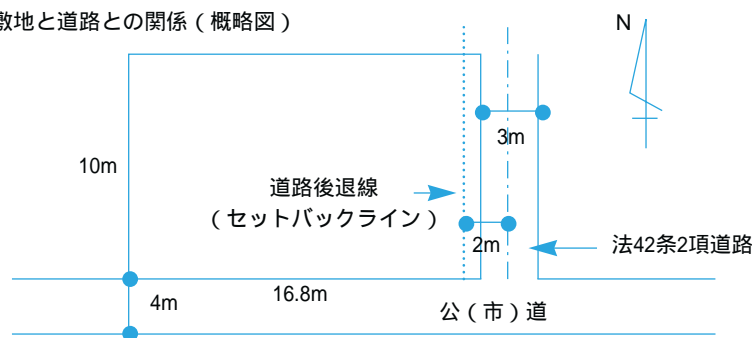 敷地と道路との関係（概略図）
N
3m
10m
道路後退線
（セットバックライン）
2m
法42条2項道路
16.8m
4m
公（市）道